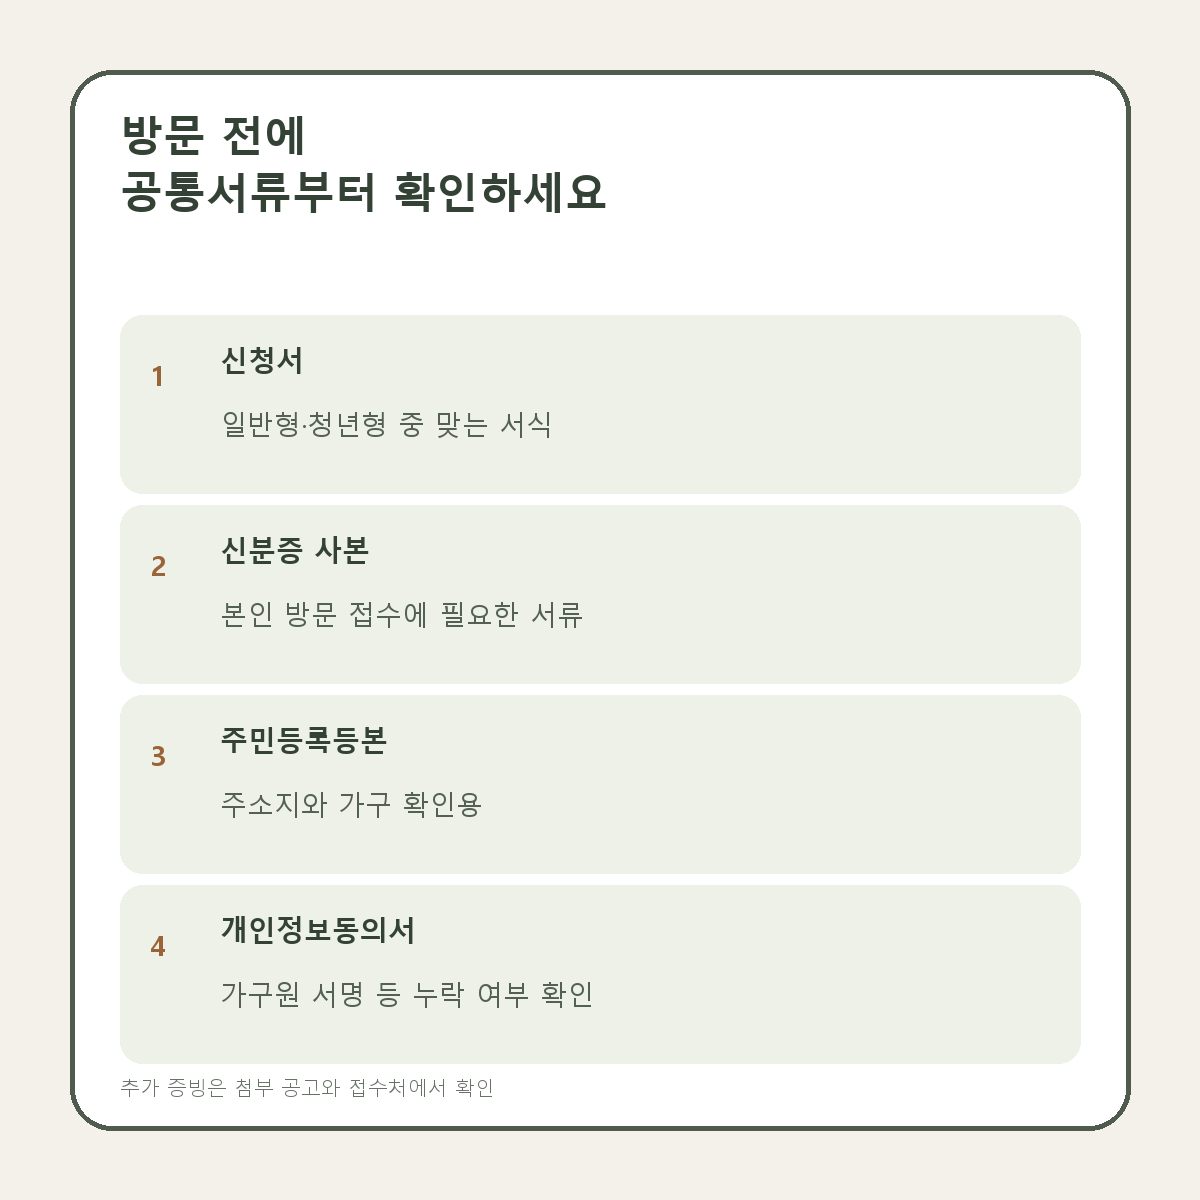 방문 전에
공통서류부터 확인하세요
1
신청서
일반형·청년형 중 맞는 서식
2
신분증 사본
본인 방문 접수에 필요한 서류
3
주민등록등본
주소지와 가구 확인용
4
개인정보동의서
가구원 서명 등 누락 여부 확인
추가 증빙은 첨부 공고와 접수처에서 확인